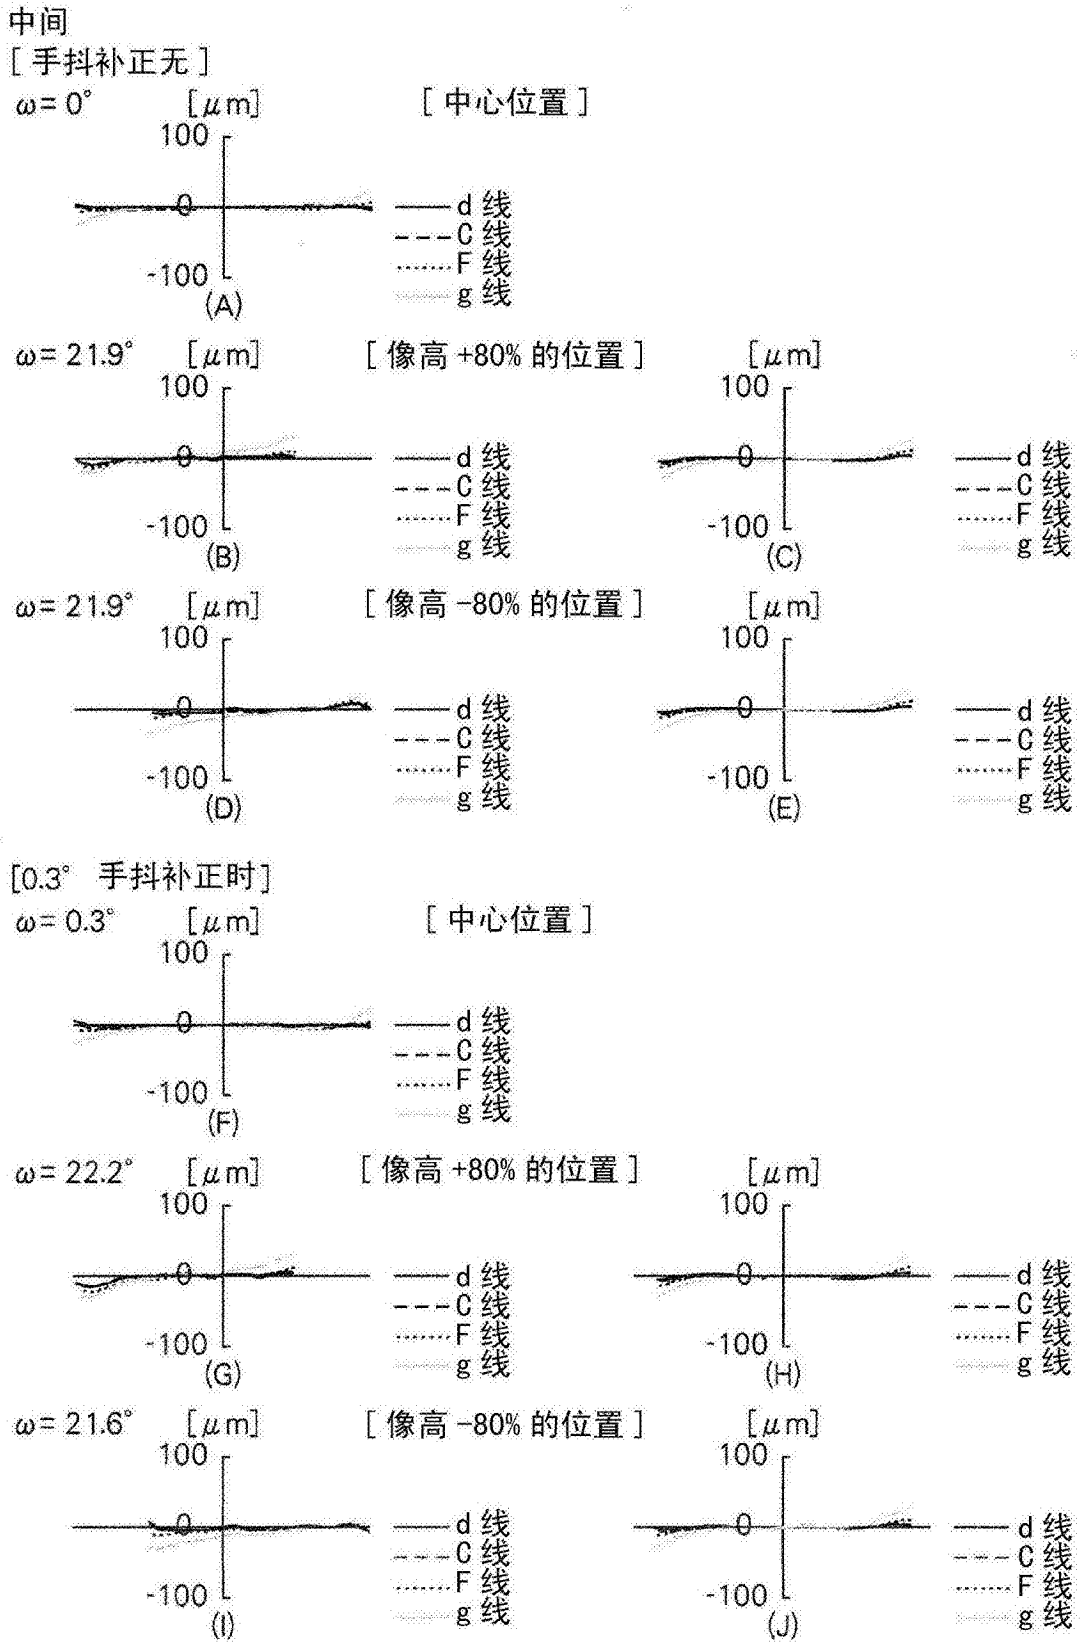 中间
[手抖补正无]
ω= 0° [μm] [中心位置]
100
0
-100
d 线
C 线
F 线
g 线
(A)
ω= 21.9° [μm] [像高 +80% 的位置] [μm]
100
0
-100
d 线
C 线
F 线
g 线
(B)
100
0
-100
d 线
C 线
F 线
g 线
(C)
ω= 21.9° [μm] [像高 -80% 的位置] [μm]
100
0
-100
d 线
C 线
F 线
g 线
(D)
100
0
-100
d 线
C 线
F 线
g 线
(E)
[0.3° 手抖补正时]
ω= 0.3° [μm] [中心位置]
100
0
-100
d 线
C 线
F 线
g 线
(F)
ω= 22.2° [μm] [像高 +80% 的位置] [μm]
100
0
-100
d 线
C 线
F 线
g 线
(G)
100
0
-100
d 线
C 线
F 线
g 线
(H)
ω= 21.6° [μm] [像高 -80% 的位置] [μm]
100
0
-100
d 线
C 线
F 线
g 线
(I)
100
0
-100
d 线
C 线
F 线
g 线
(J)